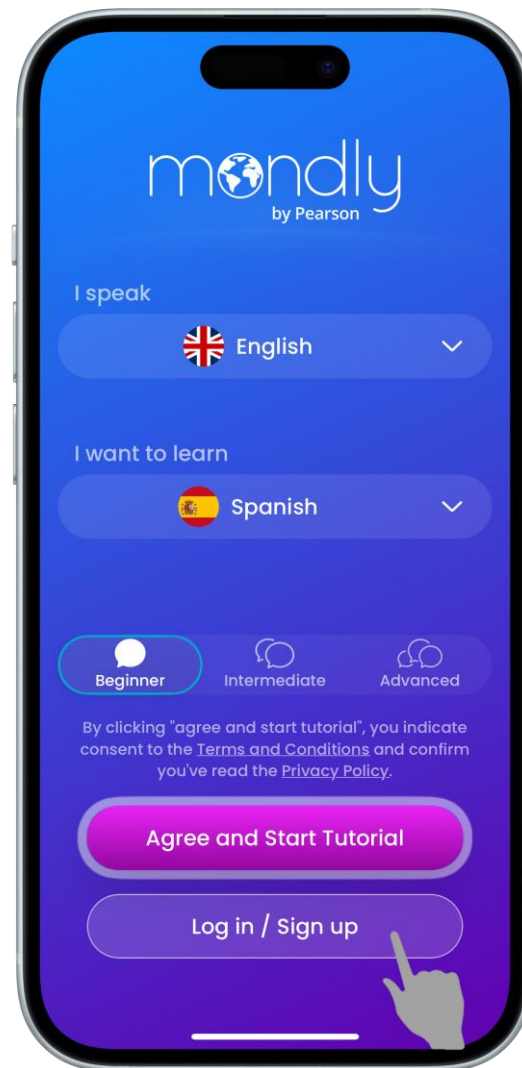 mondly
by Pearson
I speak
English
I want to learn
Spanish
Beginner
Intermediate
Advanced
By clicking "agree and start tutorial", you indicate
consent to the Terms and Conditions and confirm
you've read the Privacy Policy.
Agree and Start Tutorial
Log in / Sign up